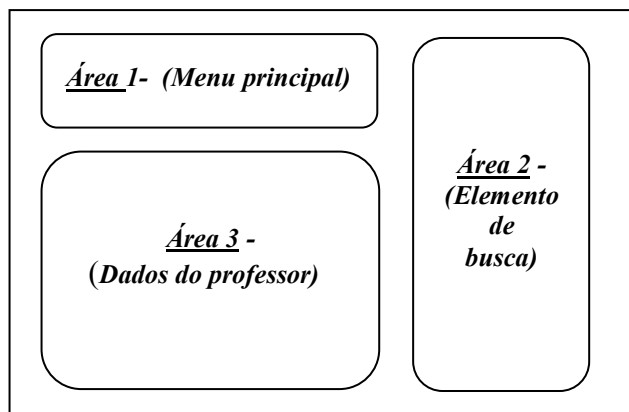 Área 1- (Menu principal)
Área 2 -
(Elemento
de
busca)
Área 3 -
(Dados do professor)